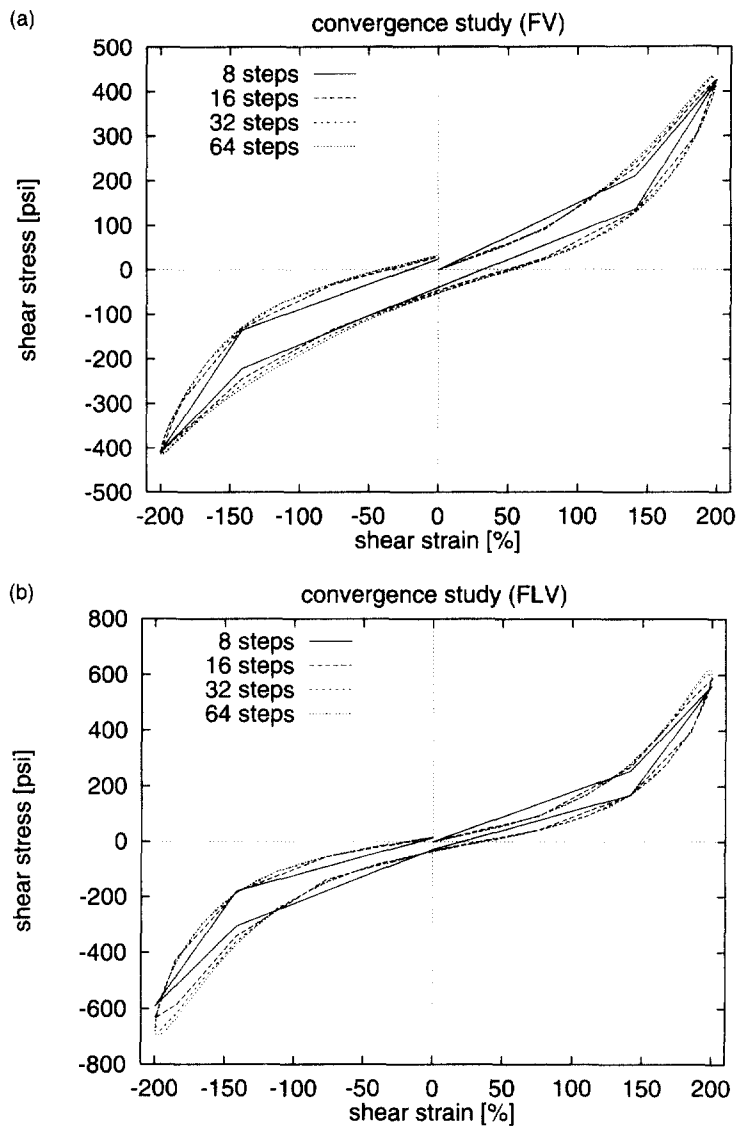 (a)
convergence study (FV)
500
400
300
200
100
0
-100
-200
-300
-400
-500
shear stress [psi]
8 steps
16 steps
32 steps
64 steps
-200 -150 -100 -50 0 50 100 150 200
shear strain [%]
(b)
convergence study (FLV)
800
600
400
200
0
-200
-400
-600
-800
shear stress [psi]
8 steps
16 steps
32 steps
64 steps
-200 -150 -100 -50 0 50 100 150 200
shear strain [%]